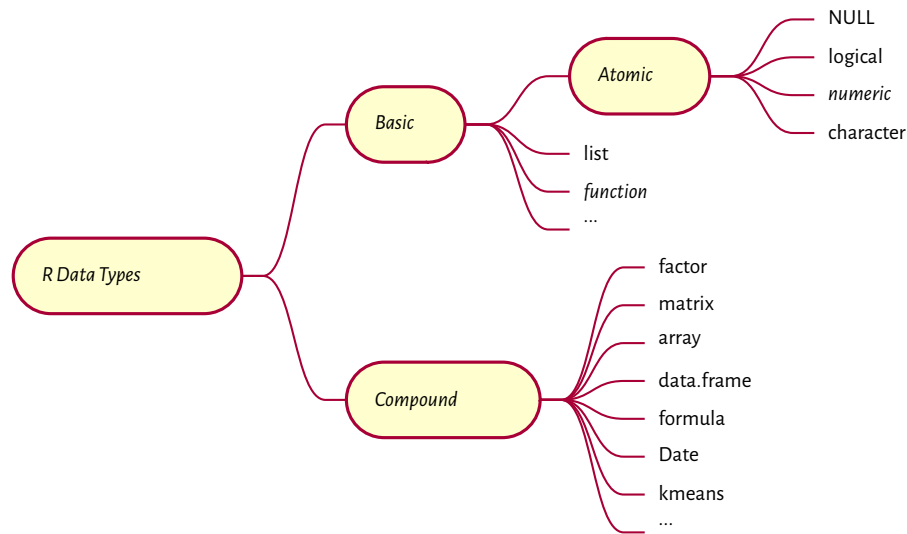 R Data Types
Basic
Atomic
NULL
logical
numeric
character
list
function
...
Compound
factor
matrix
array
data.frame
formula
Date
kmeans
...